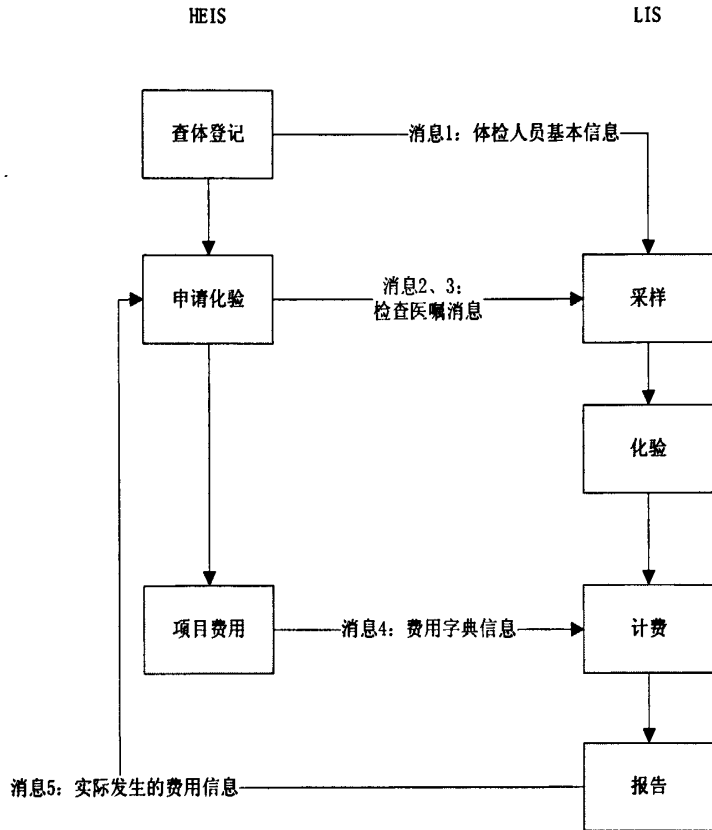 HEIS
LIS
查体登记
消息1: 体检人员基本信息
申请化验
消息2、3:
检查医嘱消息
采样
化验
项目费用
消息4: 费用字典信息
计费
消息5: 实际发生的费用信息
报告